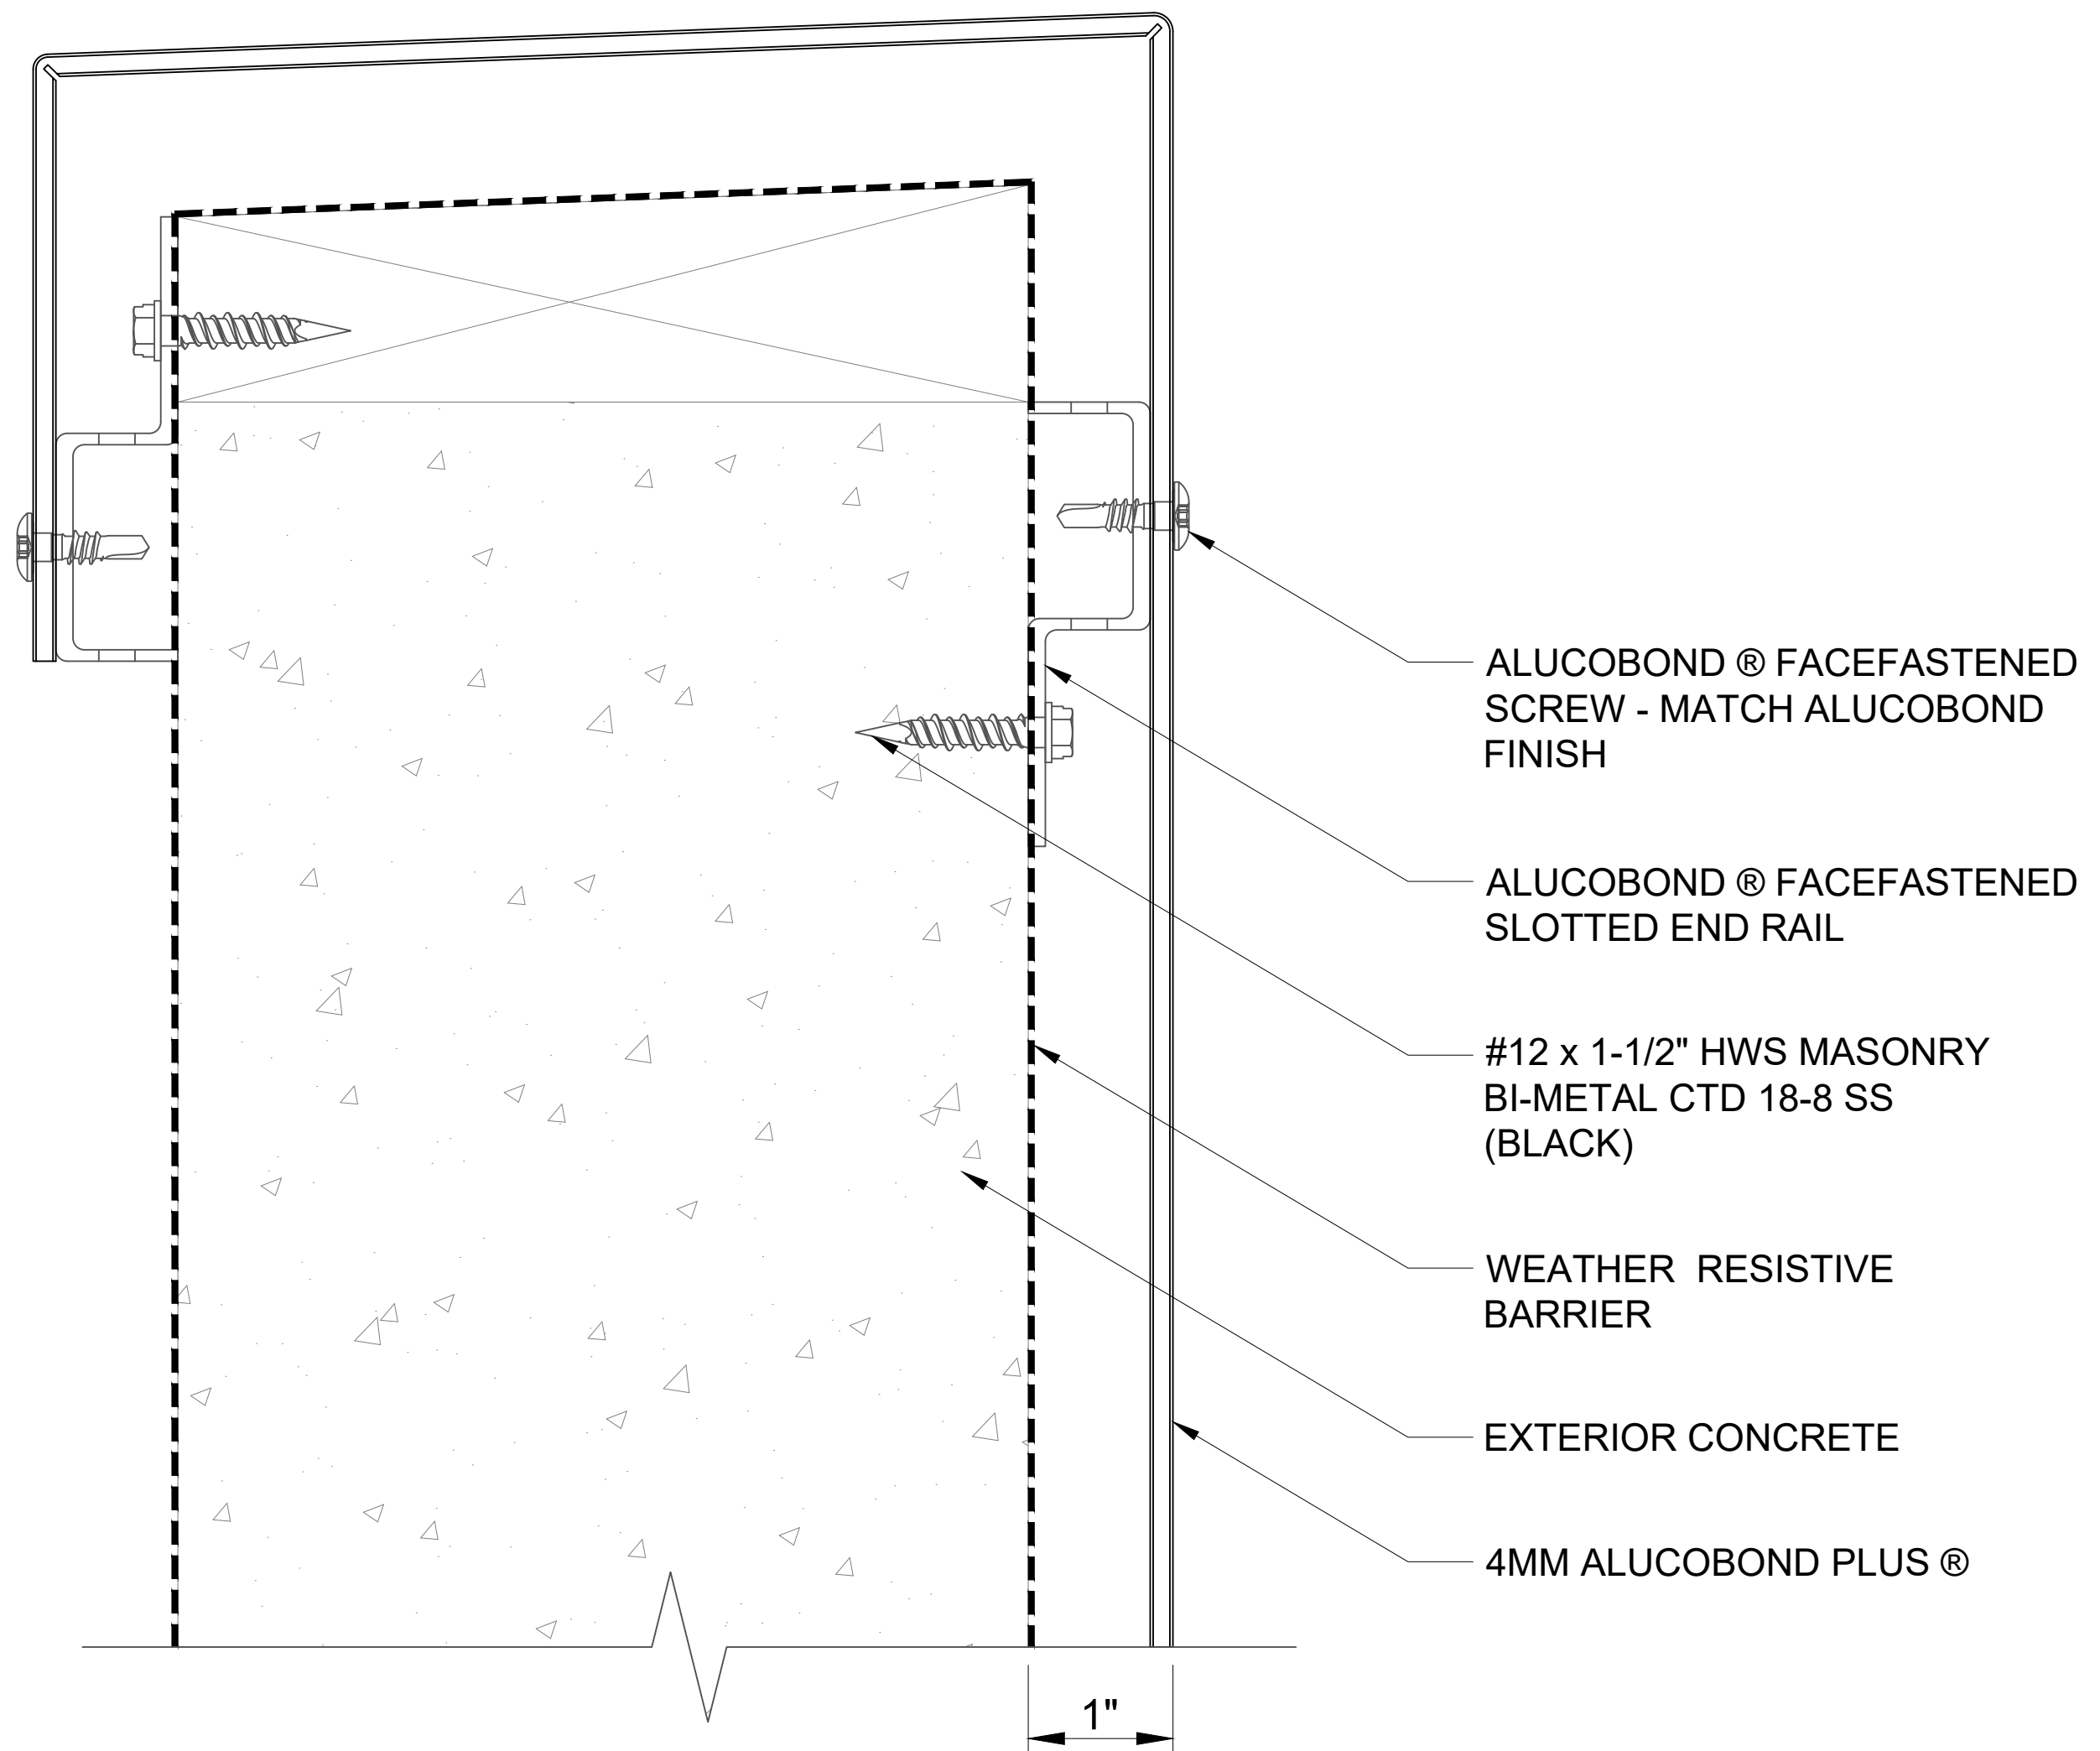 ALUCOBOND ® FACEFASTENED
SCREW - MATCH ALUCOBOND
FINISH
ALUCOBOND ® FACEFASTENED
SLOTTED END RAIL
#12 x 1-1/2" HWS MASONRY
BI-METAL CTD 18-8 SS
(BLACK)
WEATHER RESISTIVE
BARRIER
EXTERIOR CONCRETE
4MM ALUCOBOND PLUS ®
1"